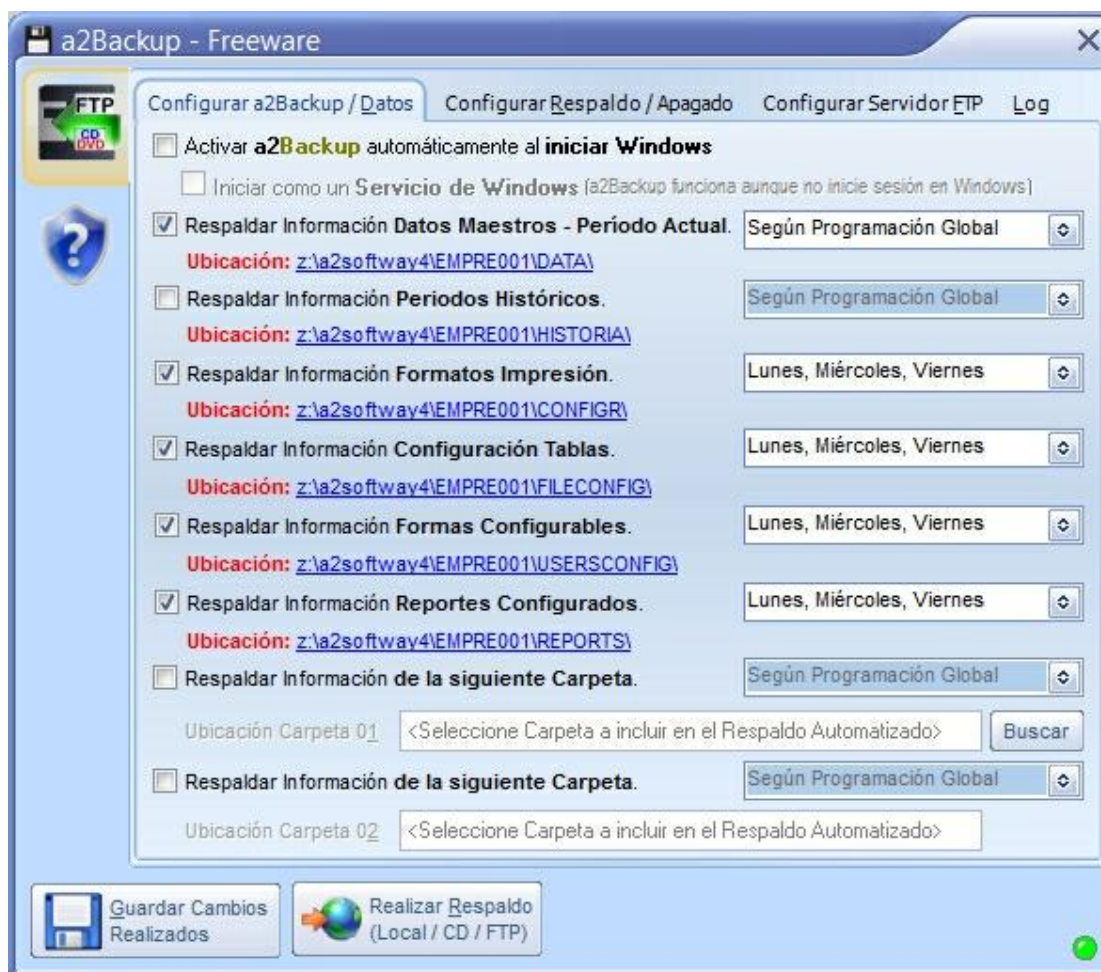 a2Backup - Freeware
FTP
CD
DVD
Configurar a2Backup / Datos
Configurar Respaldo / Apagado
Configurar Servidor FTP
Log
Activar a2Backup automáticamente al iniciar Windows
Iniciar como un Servicio de Windows (a2Backup funciona aunque no inicie sesión en Windows)
Respaldar Información Datos Maestros - Período Actual. Según Programación Global
Ubicación: z:\a2softway4\EMPRE001\DATA\
Respaldar Información Periodos Históricos. Según Programación Global
Ubicación: z:\a2softway4\EMPRE001\HISTORIA\
Respaldar Información Formatos Impresión. Lunes, Miércoles, Viernes
Ubicación: z:\a2softway4\EMPRE001\CONFIGR\
Respaldar Información Configuración Tablas. Lunes, Miércoles, Viernes
Ubicación: z:\a2softway4\EMPRE001\FILECONFIG\
Respaldar Información Formas Configurables. Lunes, Miércoles, Viernes
Ubicación: z:\a2softway4\EMPRE001\USERSCONFIG\
Respaldar Información Reportes Configurados. Lunes, Miércoles, Viernes
Ubicación: z:\a2softway4\EMPRE001\REPORTS\
Respaldar Información de la siguiente Carpeta. Según Programación Global
Ubicación Carpeta 01 <Seleccione Carpeta a incluir en el Respaldo Automatizado> Buscar
Respaldar Información de la siguiente Carpeta. Según Programación Global
Ubicación Carpeta 02 <Seleccione Carpeta a incluir en el Respaldo Automatizado>
Guardar Cambios
Realizados
Realizar Respaldo
(Local / CD / FTP)